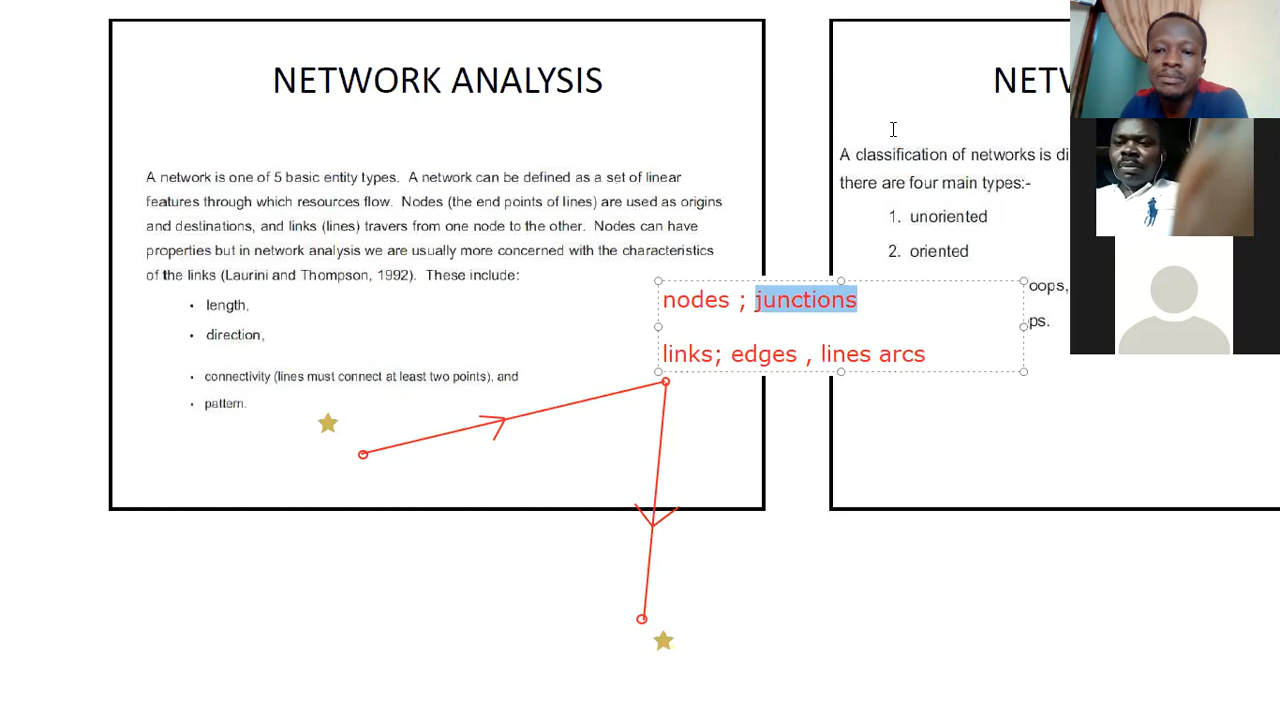 NETWORK ANALYSIS
A network is one of 5 basic entity types. A network can be defined as a set of linear
features through which resources flow. Nodes (the end points of lines) are used as origins
and destinations, and links (lines) travers from one node to the other. Nodes can have
properties but in network analysis we are usually more concerned with the characteristics
of the links (Laurini and Thompson, 1992). These include:
• length,
• direction,
• connectivity (lines must connect at least two points), and
• pattern.
nodes ; junctions
links; edges , lines arcs
A classification of networks is
there are four main types:-
1. unoriented
2. oriented